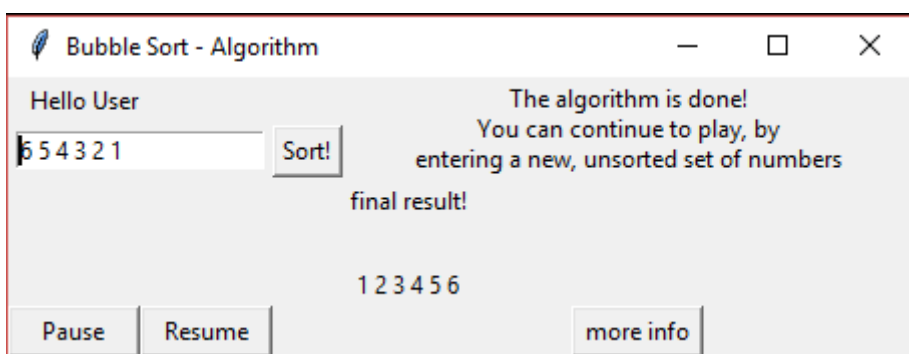 Bubble Sort - Algorithm
Hello User
The algorithm is done!
You can continue to play, by
entering a new, unsorted set of numbers
6 5 4 3 2 1
Sort!
final result!
1 2 3 4 5 6
Pause
Resume
more info